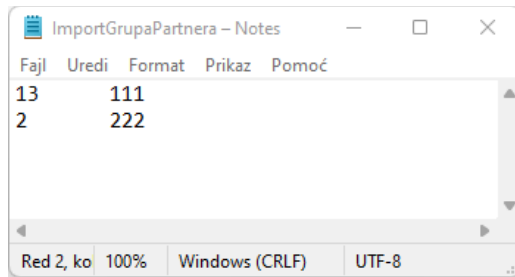 ImportGrupaPartnera – Notes
Fajl Uredi Format Prikaz Pomoć
13 111
2 222
Red 2, ko 100% Windows (CRLF) UTF-8